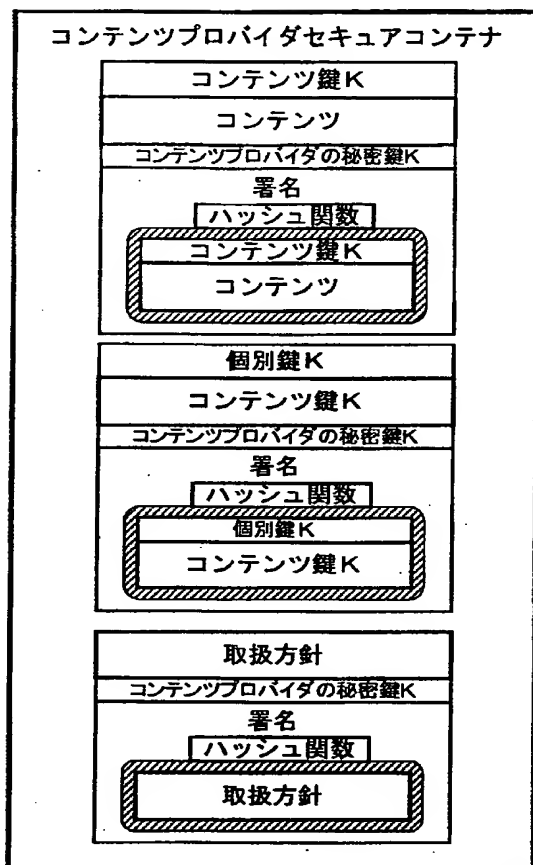 コンテンツプロバイダセキュアコンテナ
コンテンツ鍵K
コンテンツ
コンテンツプロバイダの秘密鍵K
署名
ハッシュ関数
コンテンツ鍵K
コンテンツ
個別鍵K
コンテンツ鍵K
コンテンツプロバイダの秘密鍵K
署名
ハッシュ関数
個別鍵K
コンテンツ鍵K
取扱方針
コンテンツプロバイダの秘密鍵K
署名
ハッシュ関数
取扱方針